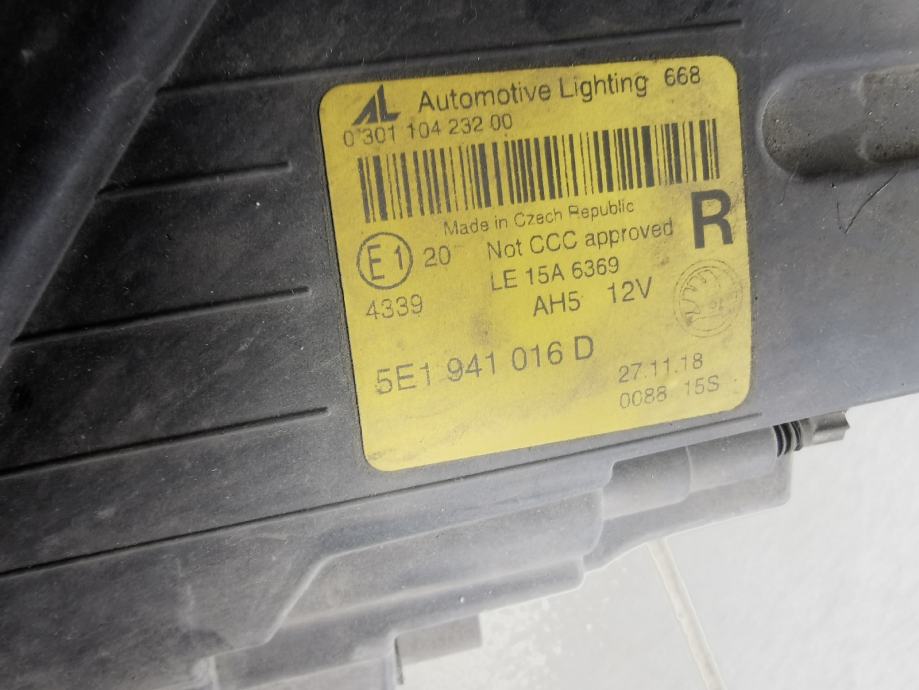 AL Automotive Lighting 668
0 301 104 232 00
Made in Czech Republic
E1 20 Not CCC approved R
LE 15A 6369
4339 AH5 12V
5E1 941 016 D
27.11.18
0088 15S